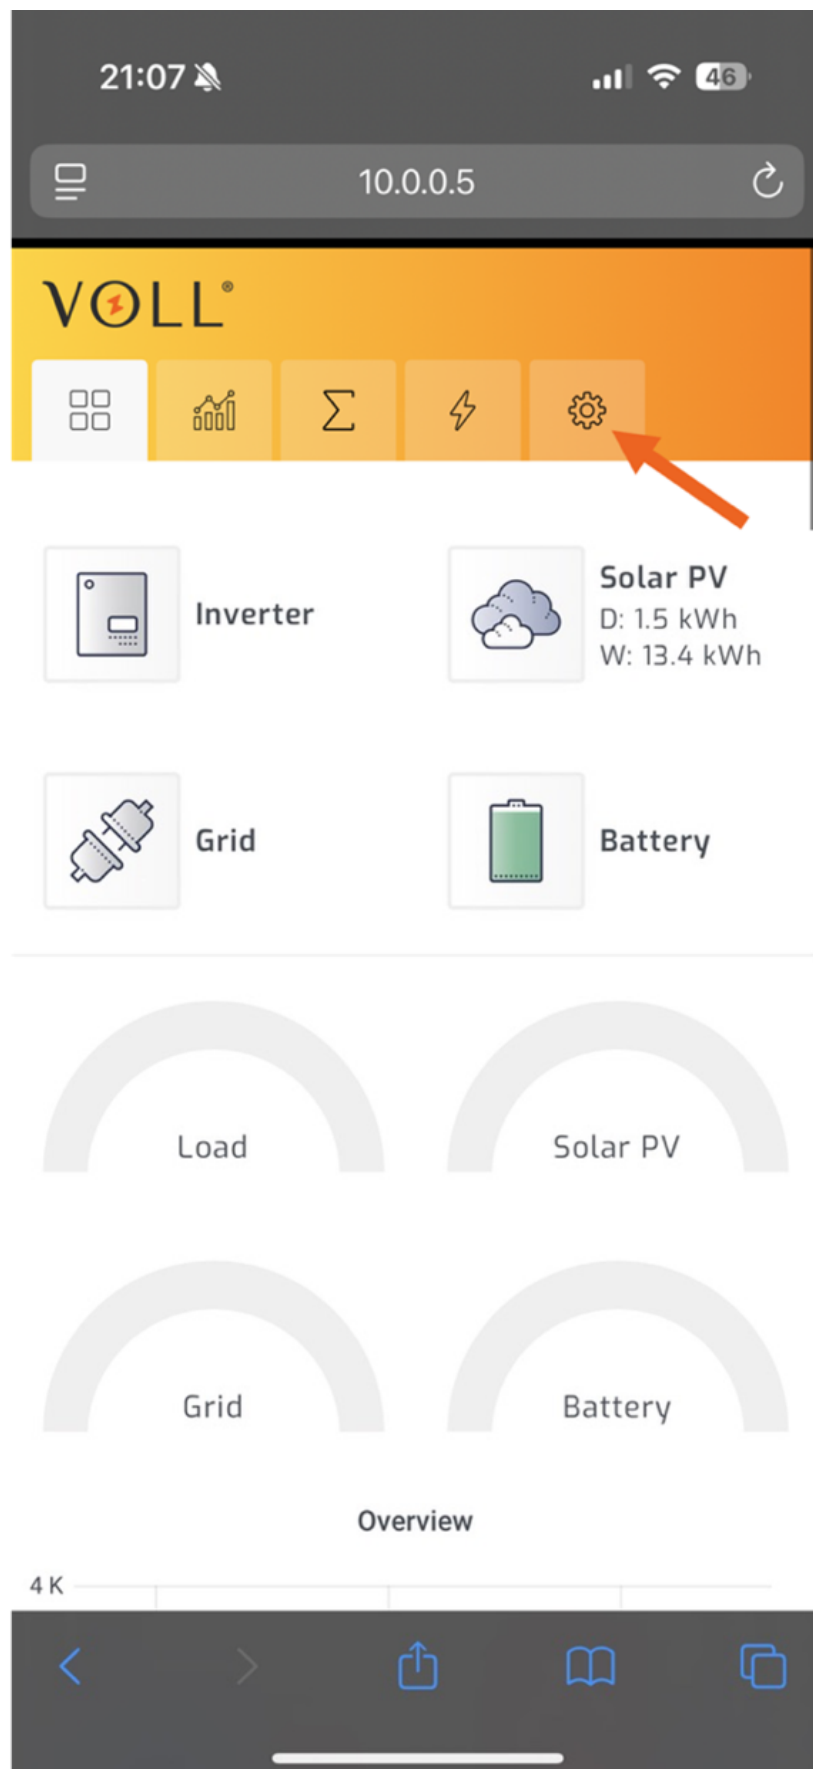 21:07
46
10.0.0.5
VOLL®
Inverter
Solar PV
D: 1.5 kWh
W: 13.4 kWh
Grid
Battery
Load
Solar PV
Grid
Battery
Overview
4 K